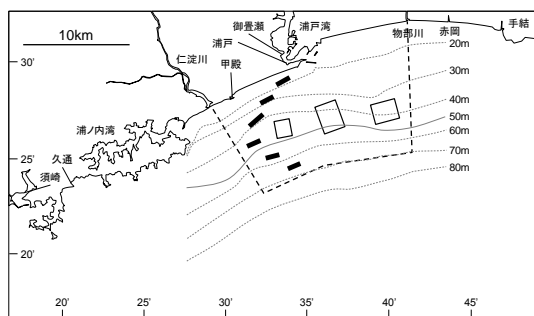 10km
御畳瀬
浦戸湾
浦戸
仁淀川
甲殿
物部川
赤岡
手結
20m
30m
40m
50m
60m
70m
80m
浦ノ内湾
久通
須崎
30'
25'
20'
20'
25'
30'
35'
40'
45'